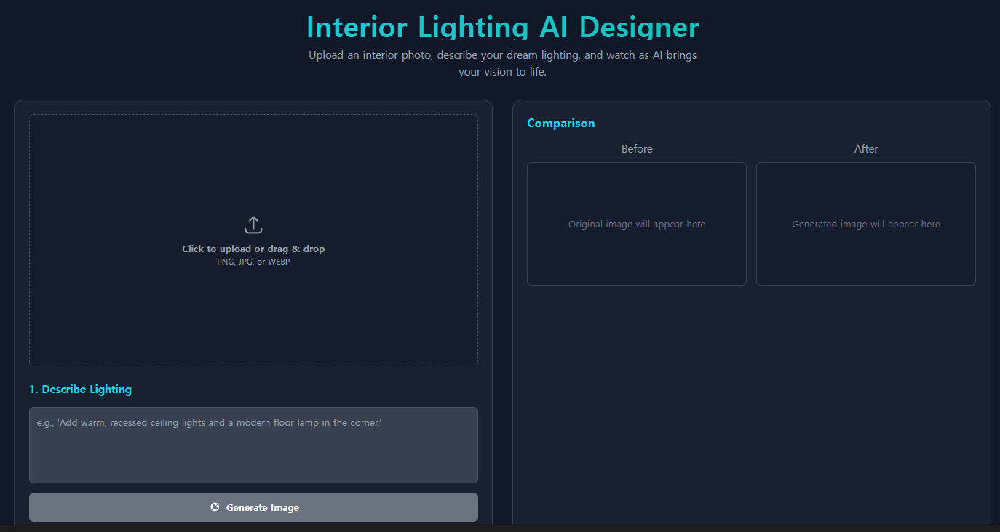 Interior Lighting AI Designer
Upload an interior photo, describe your dream lighting, and watch as AI brings
your vision to life.
Click to upload or drag & drop
PNG, JPG, or WEBP
1. Describe Lighting
e.g., 'Add warm, recessed ceiling lights and a modern floor lamp in the corner.'
Generate Image
Comparison
Before
After
Original image will appear here
Generated image will appear here